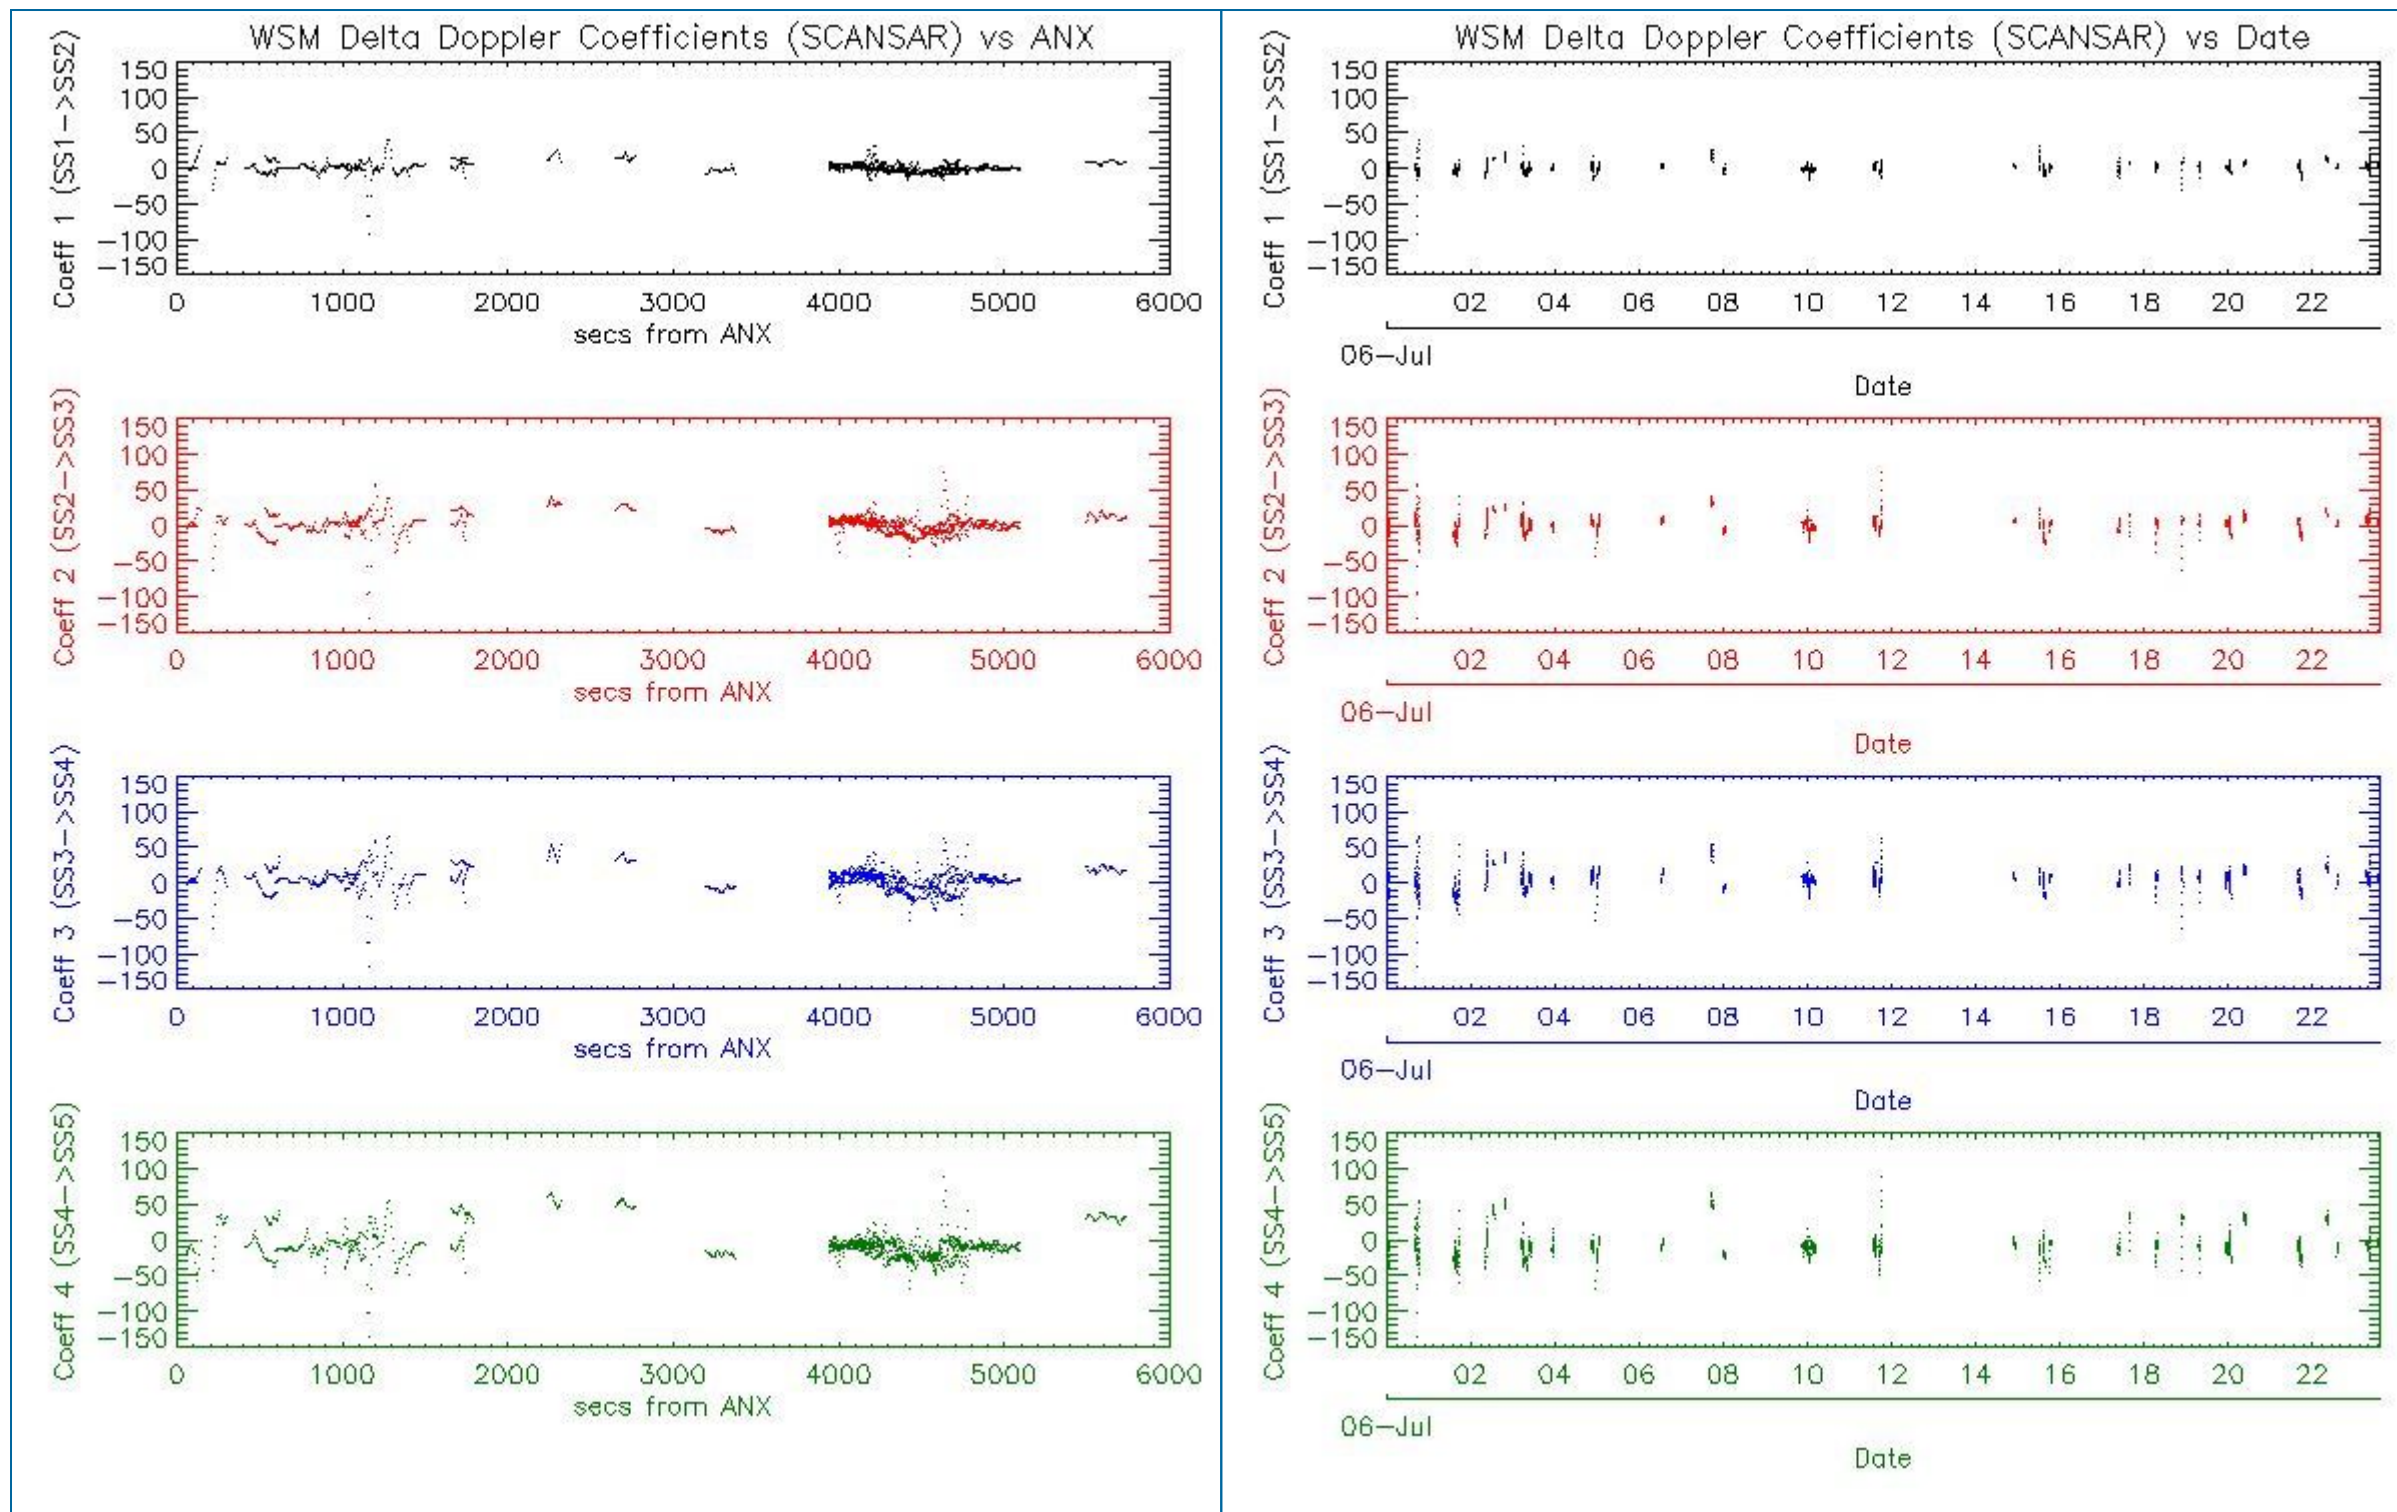 WSM Delta Doppler Coefficients (SCANSAR) vs ANX
Coeff 1 (SS1->SS2)
150
100
50
0
-50
-100
-150
0 1000 2000 3000 4000 5000 6000
secs from ANX
Coeff 2 (SS2->SS3)
150
100
50
0
-50
-100
-150
0 1000 2000 3000 4000 5000 6000
secs from ANX
Coeff 3 (SS3->SS4)
150
100
50
0
-50
-100
-150
0 1000 2000 3000 4000 5000 6000
secs from ANX
Coeff 4 (SS4->SS5)
150
100
50
0
-50
-100
-150
0 1000 2000 3000 4000 5000 6000
secs from ANX
WSM Delta Doppler Coefficients (SCANSAR) vs Date
Coeff 1 (SS1->SS2)
150
100
50
0
-50
-100
-150
02 04 06 08 10 12 14 16 18 20 22
06-Jul
Date
Coeff 2 (SS2->SS3)
150
100
50
0
-50
-100
-150
02 04 06 08 10 12 14 16 18 20 22
06-Jul
Date
Coeff 3 (SS3->SS4)
150
100
50
0
-50
-100
-150
02 04 06 08 10 12 14 16 18 20 22
06-Jul
Date
Coeff 4 (SS4->SS5)
150
100
50
0
-50
-100
-150
02 04 06 08 10 12 14 16 18 20 22
06-Jul
Date